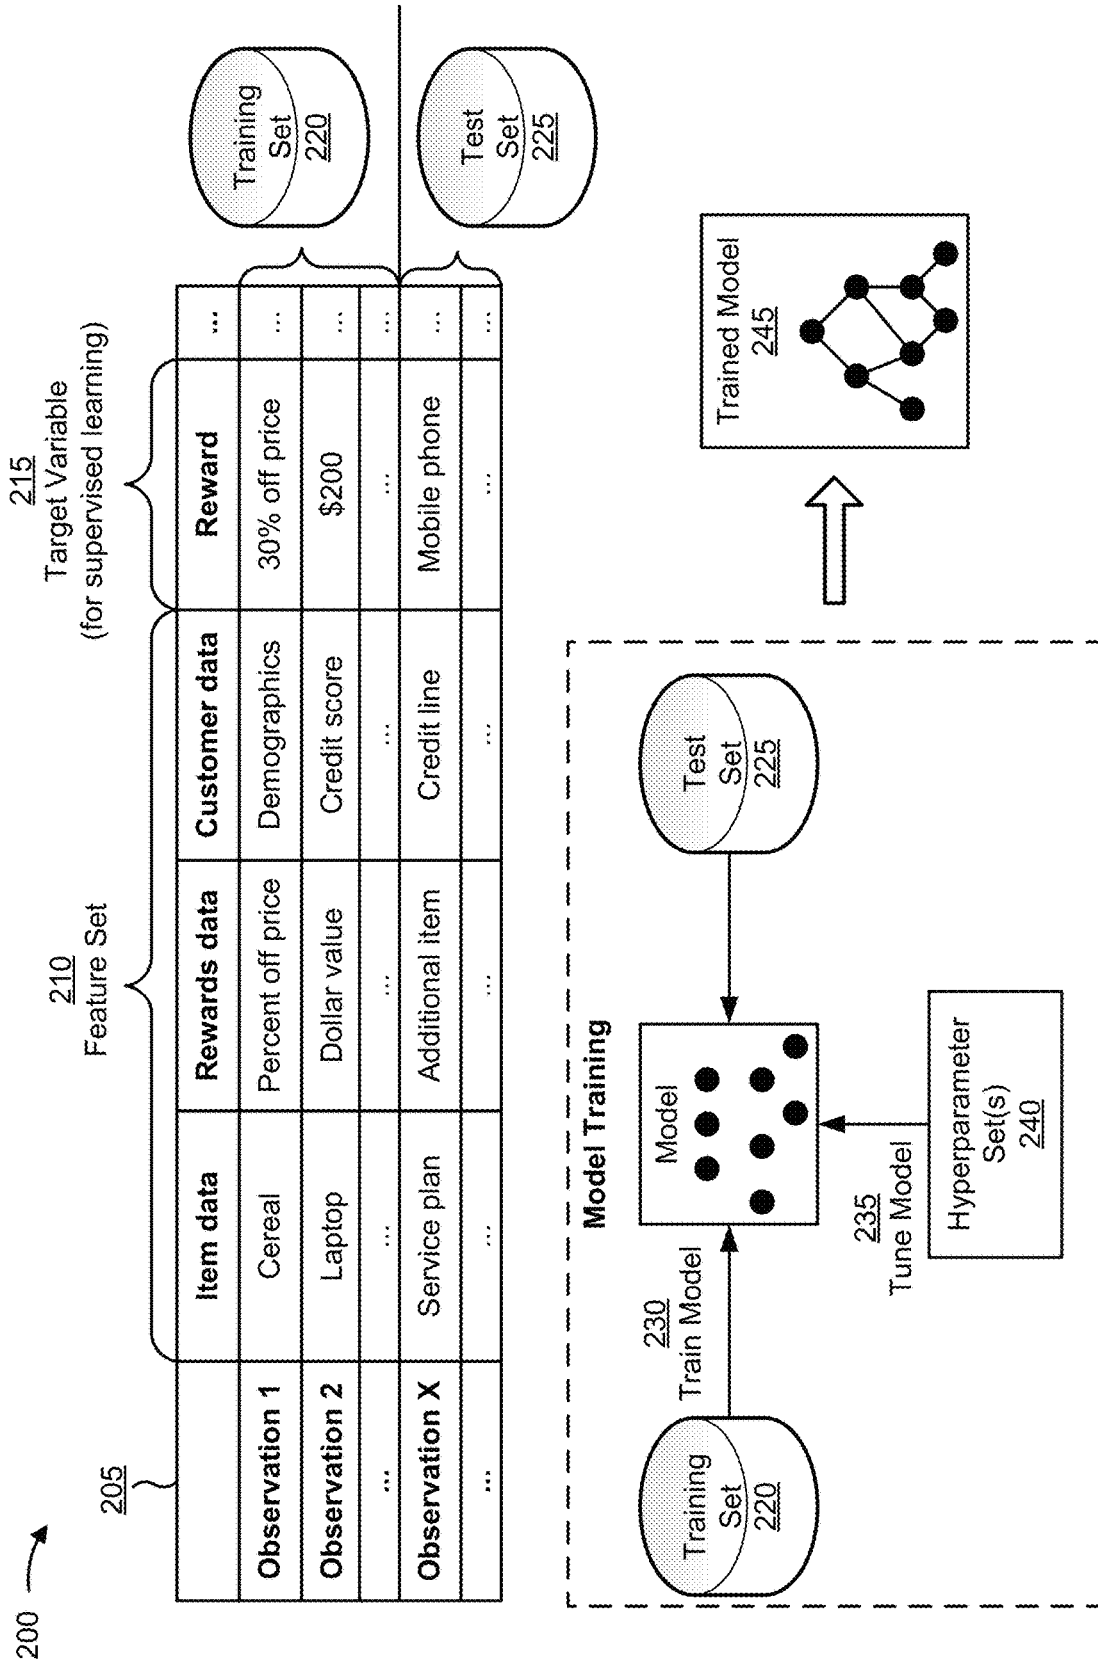 200
205
210
Feature Set
215
Target Variable
(for supervised learning)
Item data Rewards data Customer data Reward ...
Observation 1 Cereal Percent off price Demographics 30% off price ...
Observation 2 Laptop Dollar value Credit score $200 ...
... ... ... ... ... ...
Observation X Service plan Additional item Credit line Mobile phone ...
... ... ... ... ... ...
Training
Set
220
Test
Set
225
Model Training
Training
Set
220
230
Train Model
Model
Test
Set
225
235
Tune Model
Hyperparameter
Set(s)
240
Trained Model
245